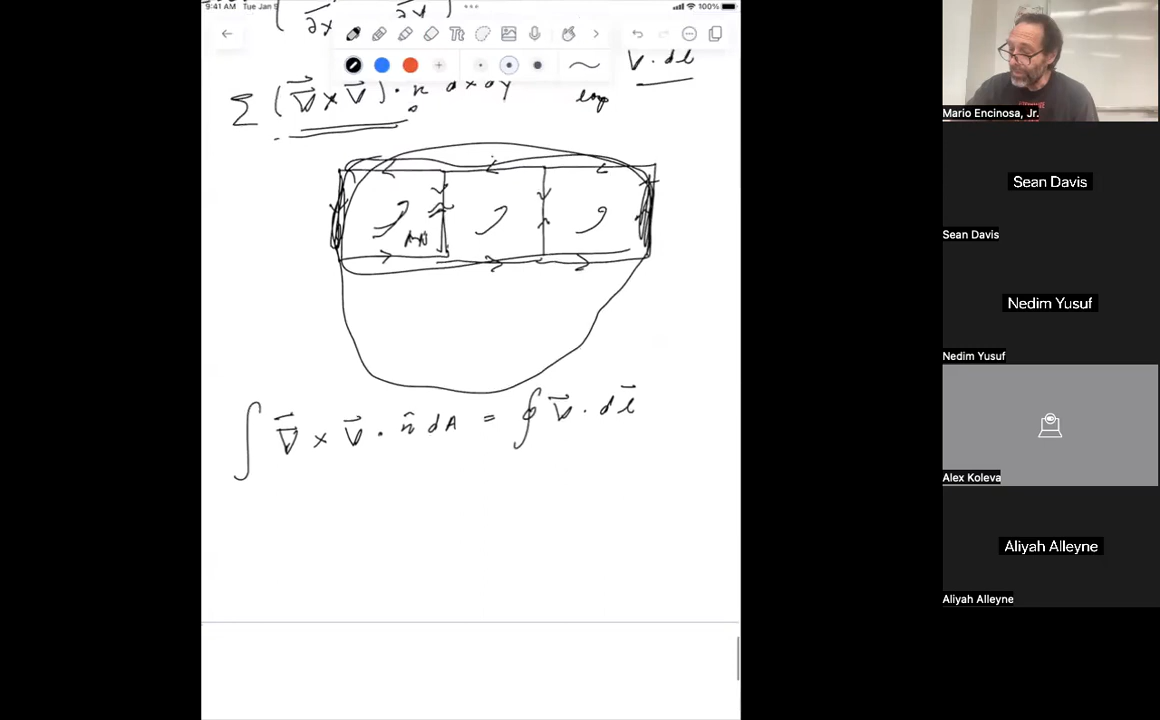 9:41 AM Tue Jan
100%
( ∂x ∂y )
V⃗ · dl
Σ (∇⃗ × V⃗) · n̂ dx dy
loop
∫ ∇⃗ × V⃗ · n̂ dA = ∮ V⃗ · dl⃗
Mario Encinosa, Jr.
Sean Davis
Sean Davis
Nedim Yusuf
Nedim Yusuf
Alex Koleva
Aliyah Alleyne
Aliyah Alleyne